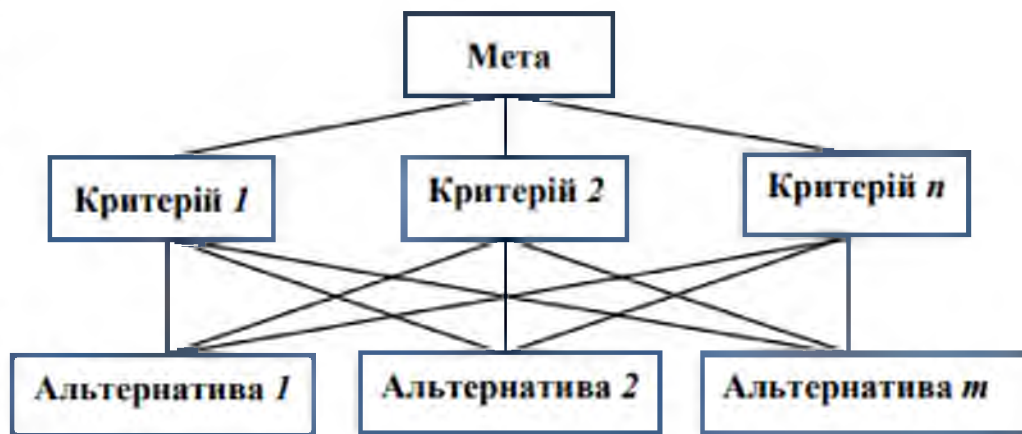 Мета
Критерій 1
Критерій 2
Критерій n
Альтернатива 1
Альтернатива 2
Альтернатива m